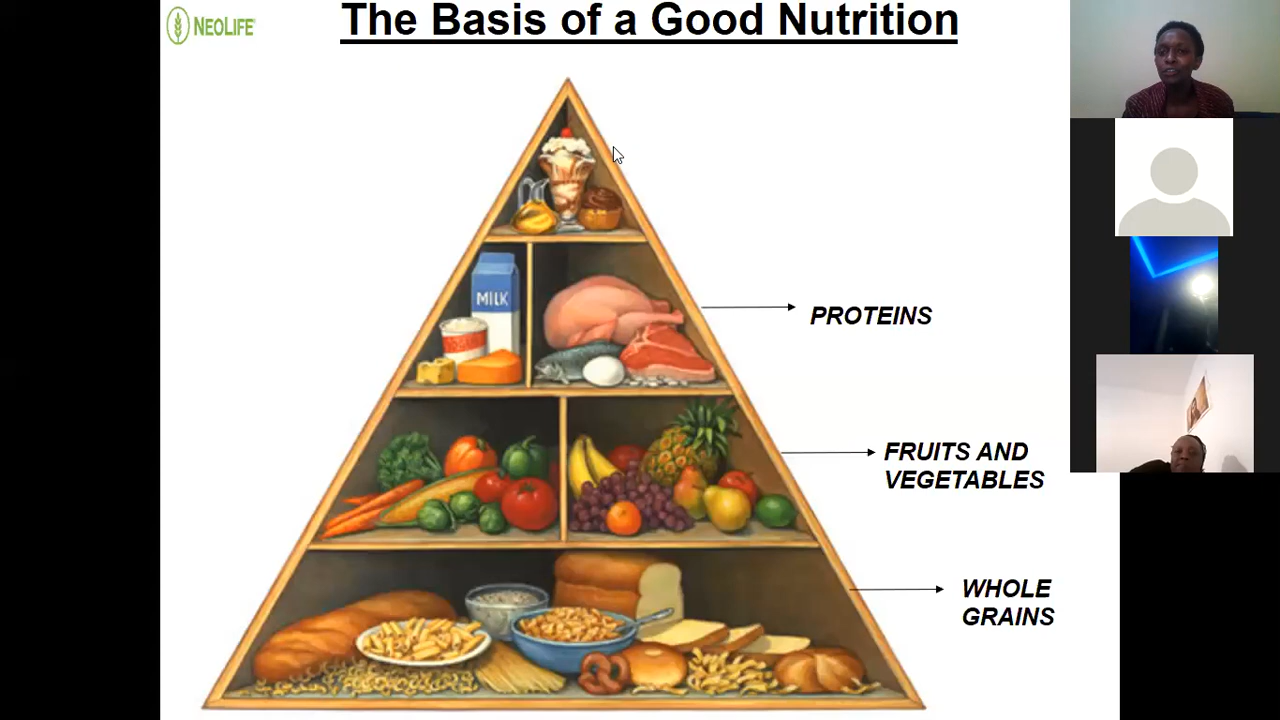 NEOLIFE
The Basis of a Good Nutrition
MILK
PROTEINS
FRUITS AND
VEGETABLES
WHOLE
GRAINS